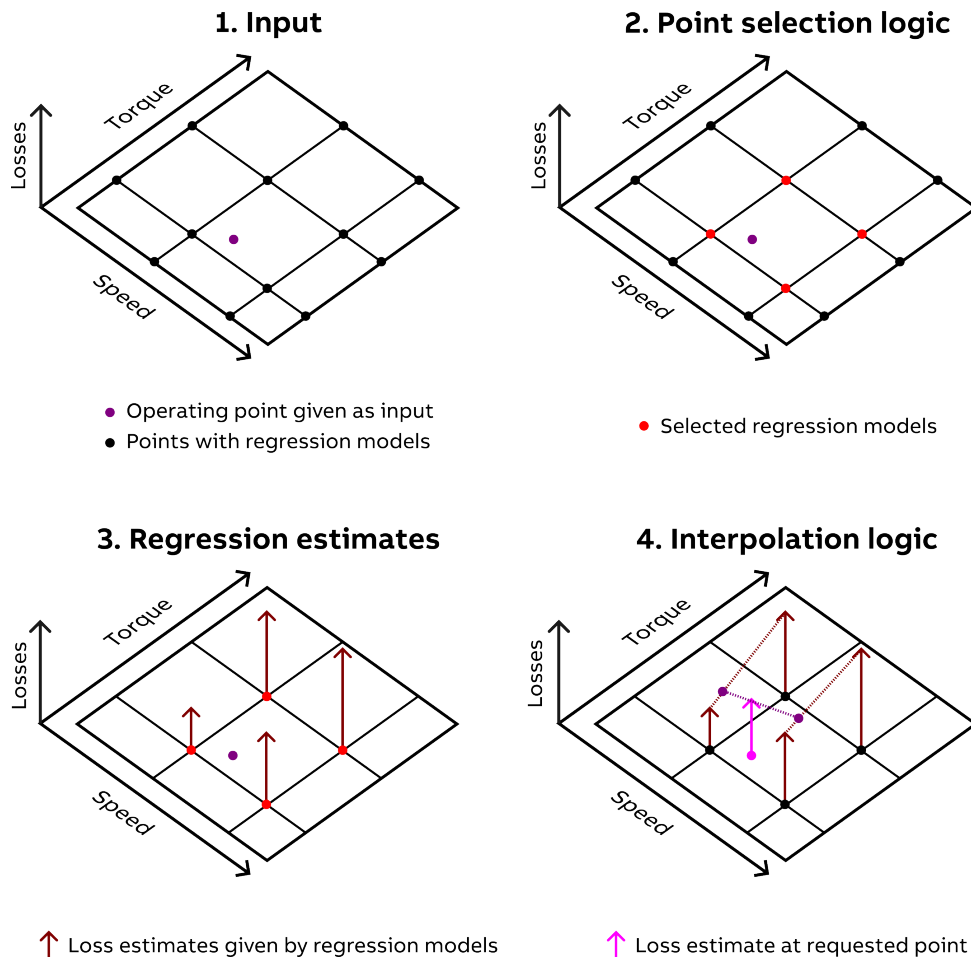 1. Input
2. Point selection logic
Losses
Torque
Speed
Losses
Torque
Speed
Operating point given as input
Points with regression models
Selected regression models
3. Regression estimates
4. Interpolation logic
Losses
Torque
Speed
Losses
Torque
Speed
Loss estimates given by regression models
Loss estimate at requested point